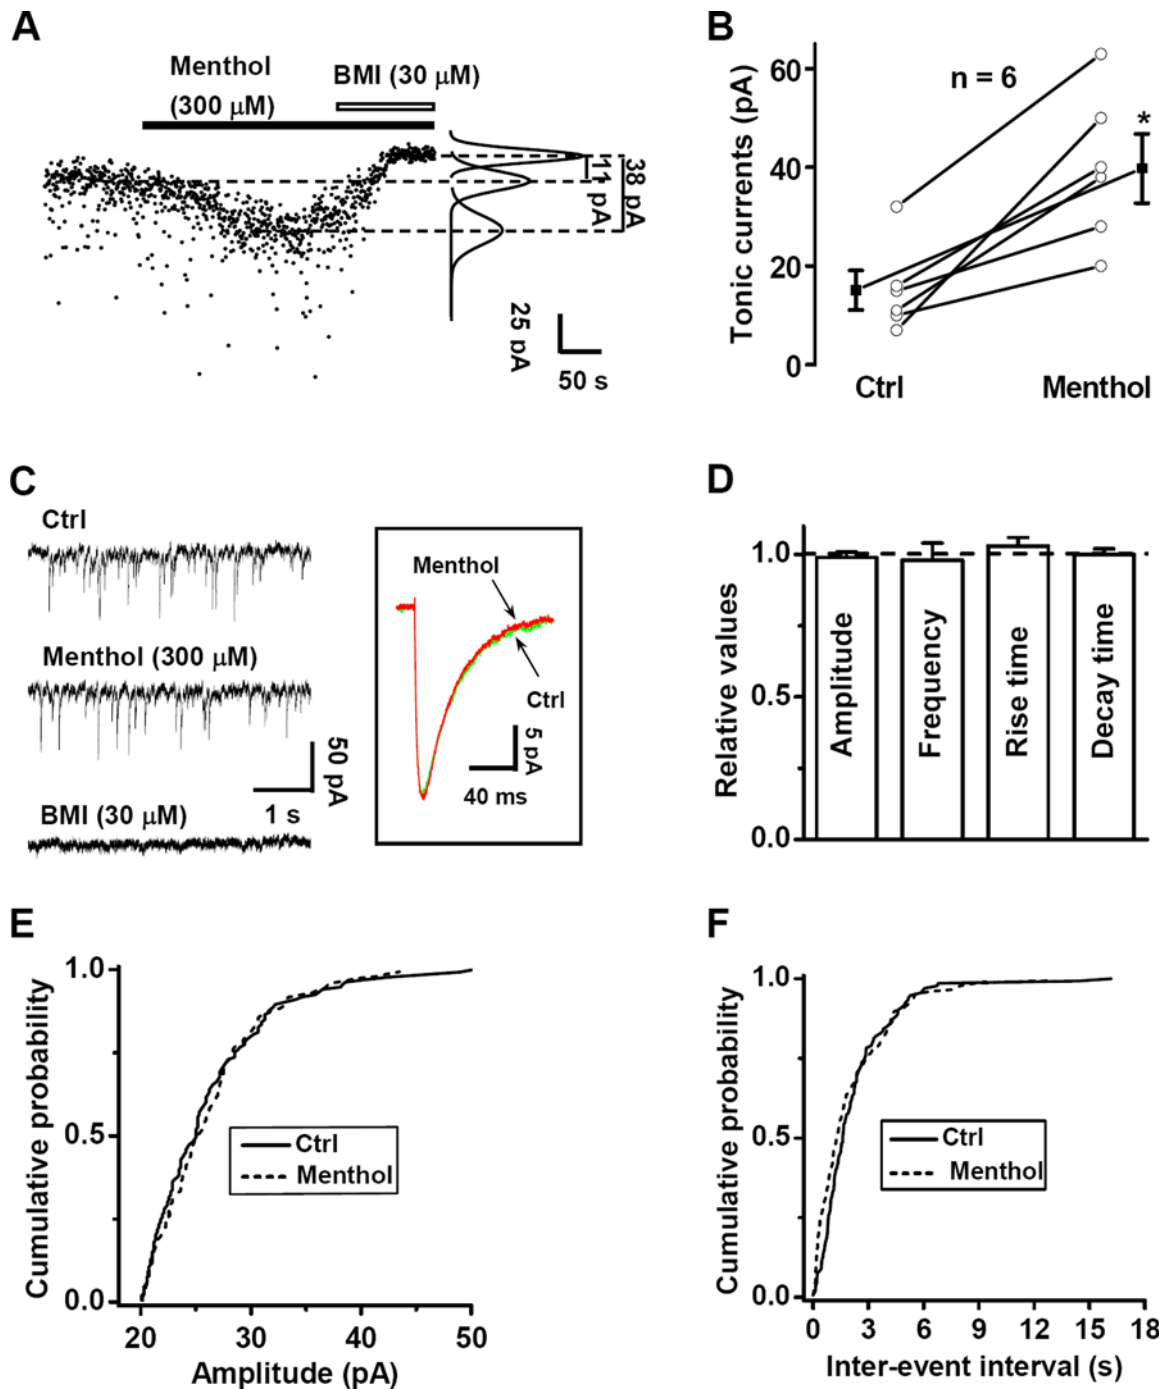 A
Menthol
(300 μM)
BMI (30 μM)
11 pA
38 pA
25 pA
50 s
B
Tonic currents (pA)
60
40
20
0
n = 6
*
Ctrl
Menthol
C
Ctrl
Menthol (300 μM)
50 pA
1 s
BMI (30 μM)
Menthol
Ctrl
5 pA
40 ms
D
Relative values
1.0
0.5
0.0
Amplitude
Frequency
Rise time
Decay time
E
Cumulative probability
1.0
0.5
0.0
Ctrl
Menthol
20
30
40
50
Amplitude (pA)
F
Cumulative probability
1.0
0.5
0.0
Ctrl
Menthol
0
3
6
9
12
15
18
Inter-event interval (s)